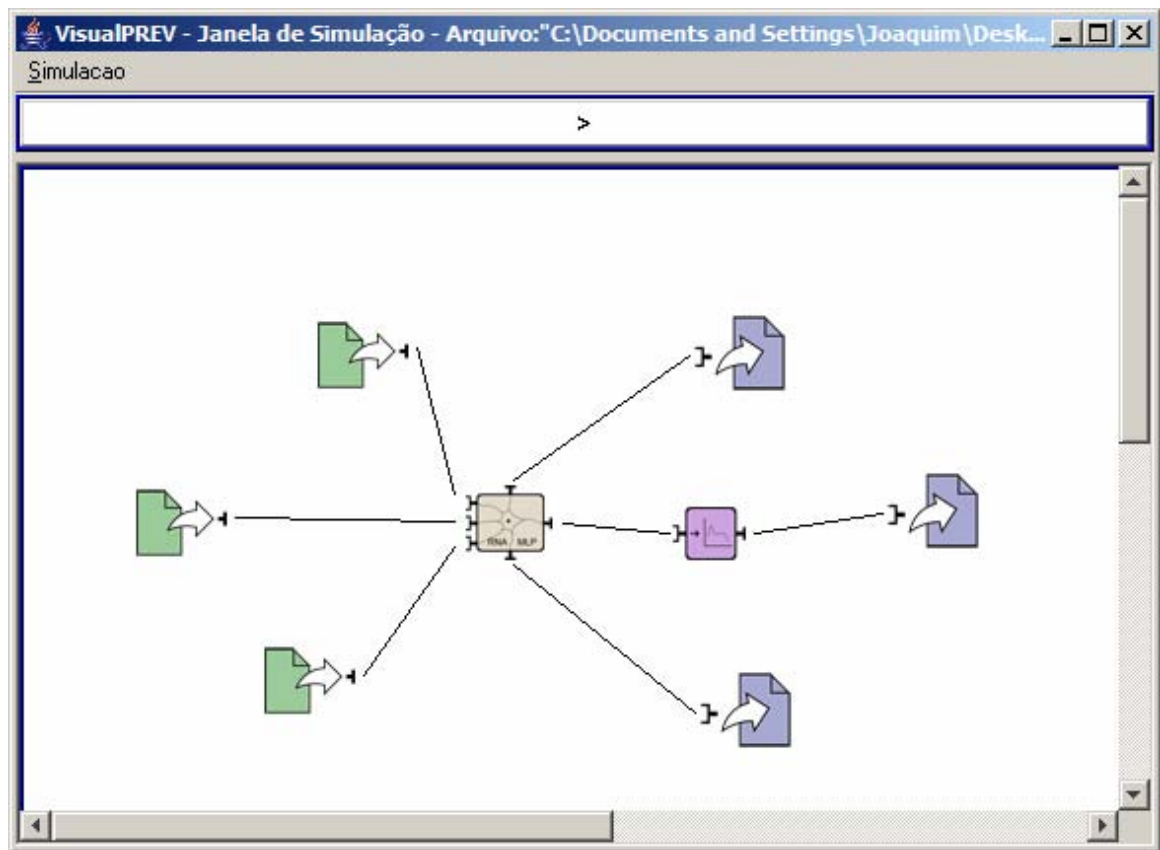 VisualPREV - Janela de Simulação - Arquivo:"C:\Documents and Settings\Joaquim\Desk...
Simulacao
>
RNA MLP